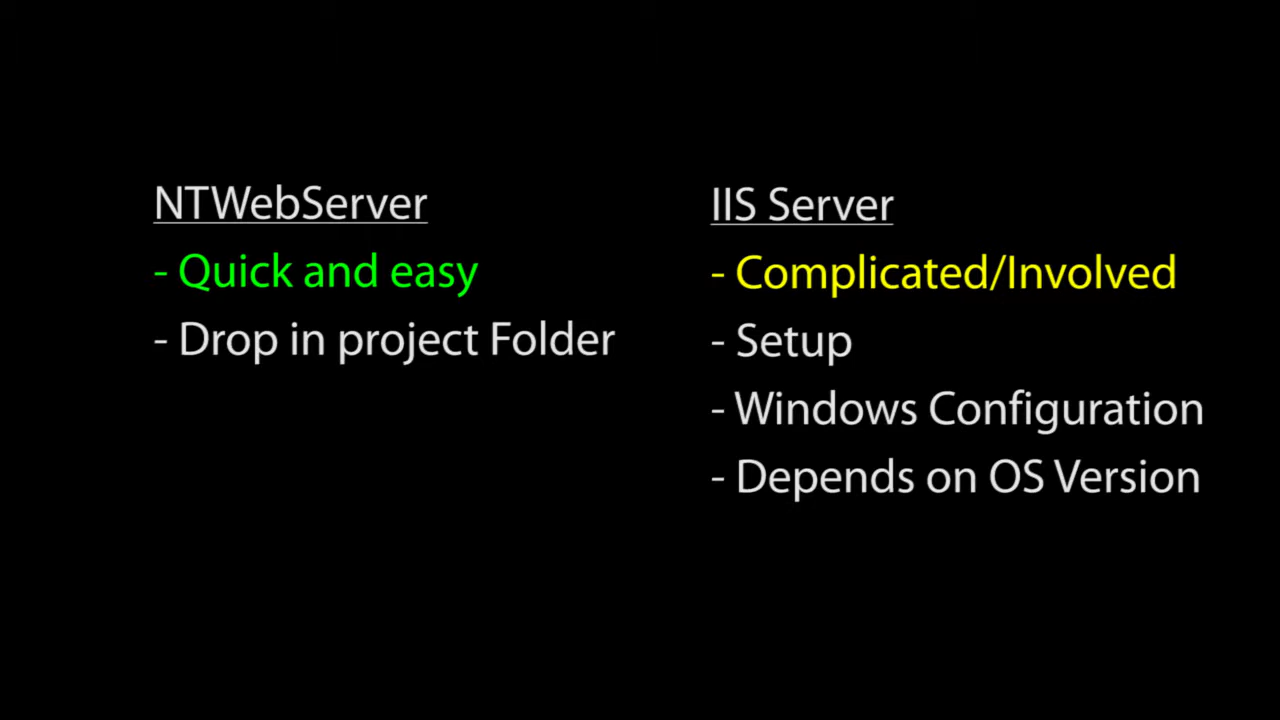 NTWebServer
- Quick and easy
- Drop in project Folder
IIS Server
- Complicated/Involved
- Setup
- Windows Configuration
- Depends on OS Version